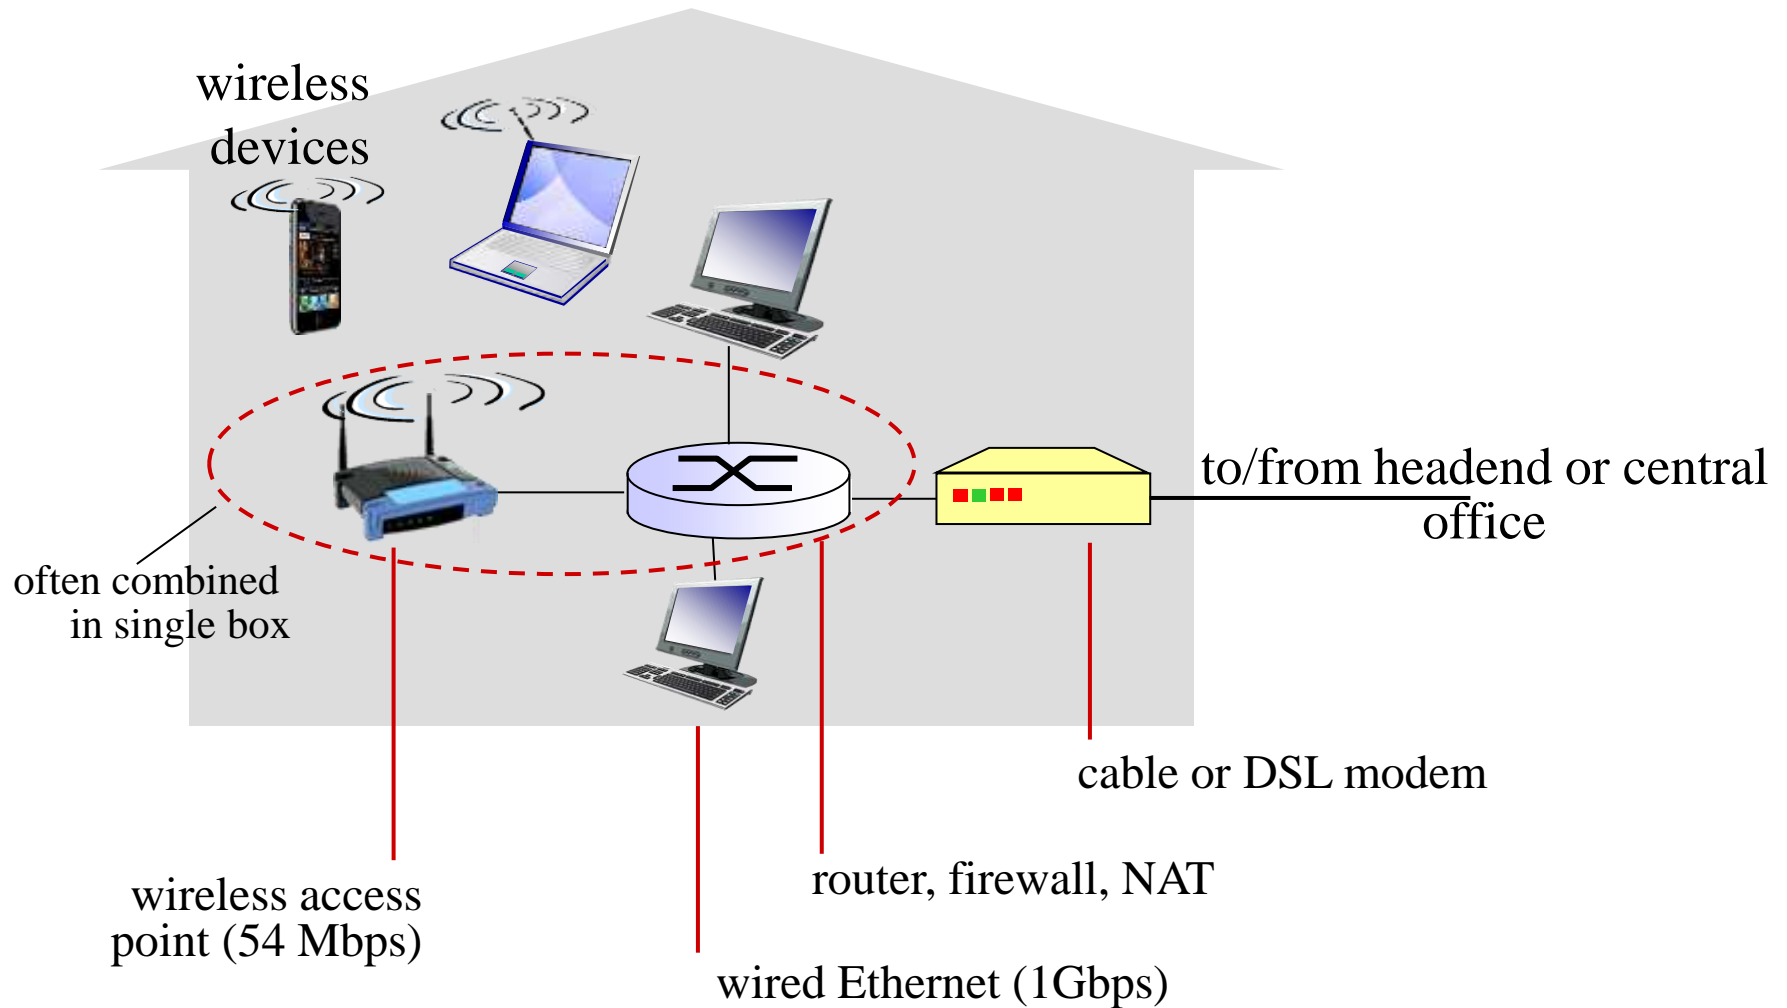 wireless
devices
to/from headend or central
office
often combined
in single box
cable or DSL modem
router, firewall, NAT
wireless access
point (54 Mbps)
wired Ethernet (1Gbps)